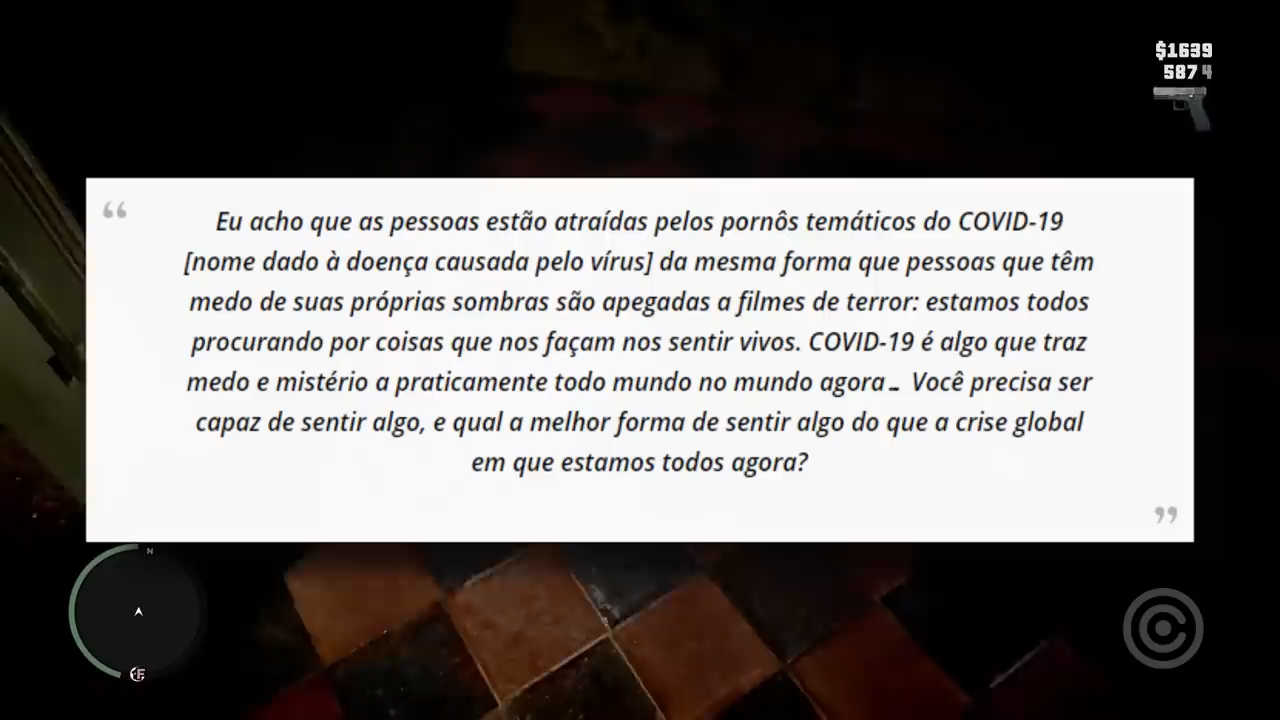 $1639
587 4
“
Eu acho que as pessoas estão atraídas pelos pornôs temáticos do COVID-19
[nome dado à doença causada pelo vírus] da mesma forma que pessoas que têm
medo de suas próprias sombras são apegadas a filmes de terror: estamos todos
procurando por coisas que nos façam nos sentir vivos. COVID-19 é algo que traz
medo e mistério a praticamente todo mundo no mundo agora… Você precisa ser
capaz de sentir algo, e qual a melhor forma de sentir algo do que a crise global
em que estamos todos agora?
”
N